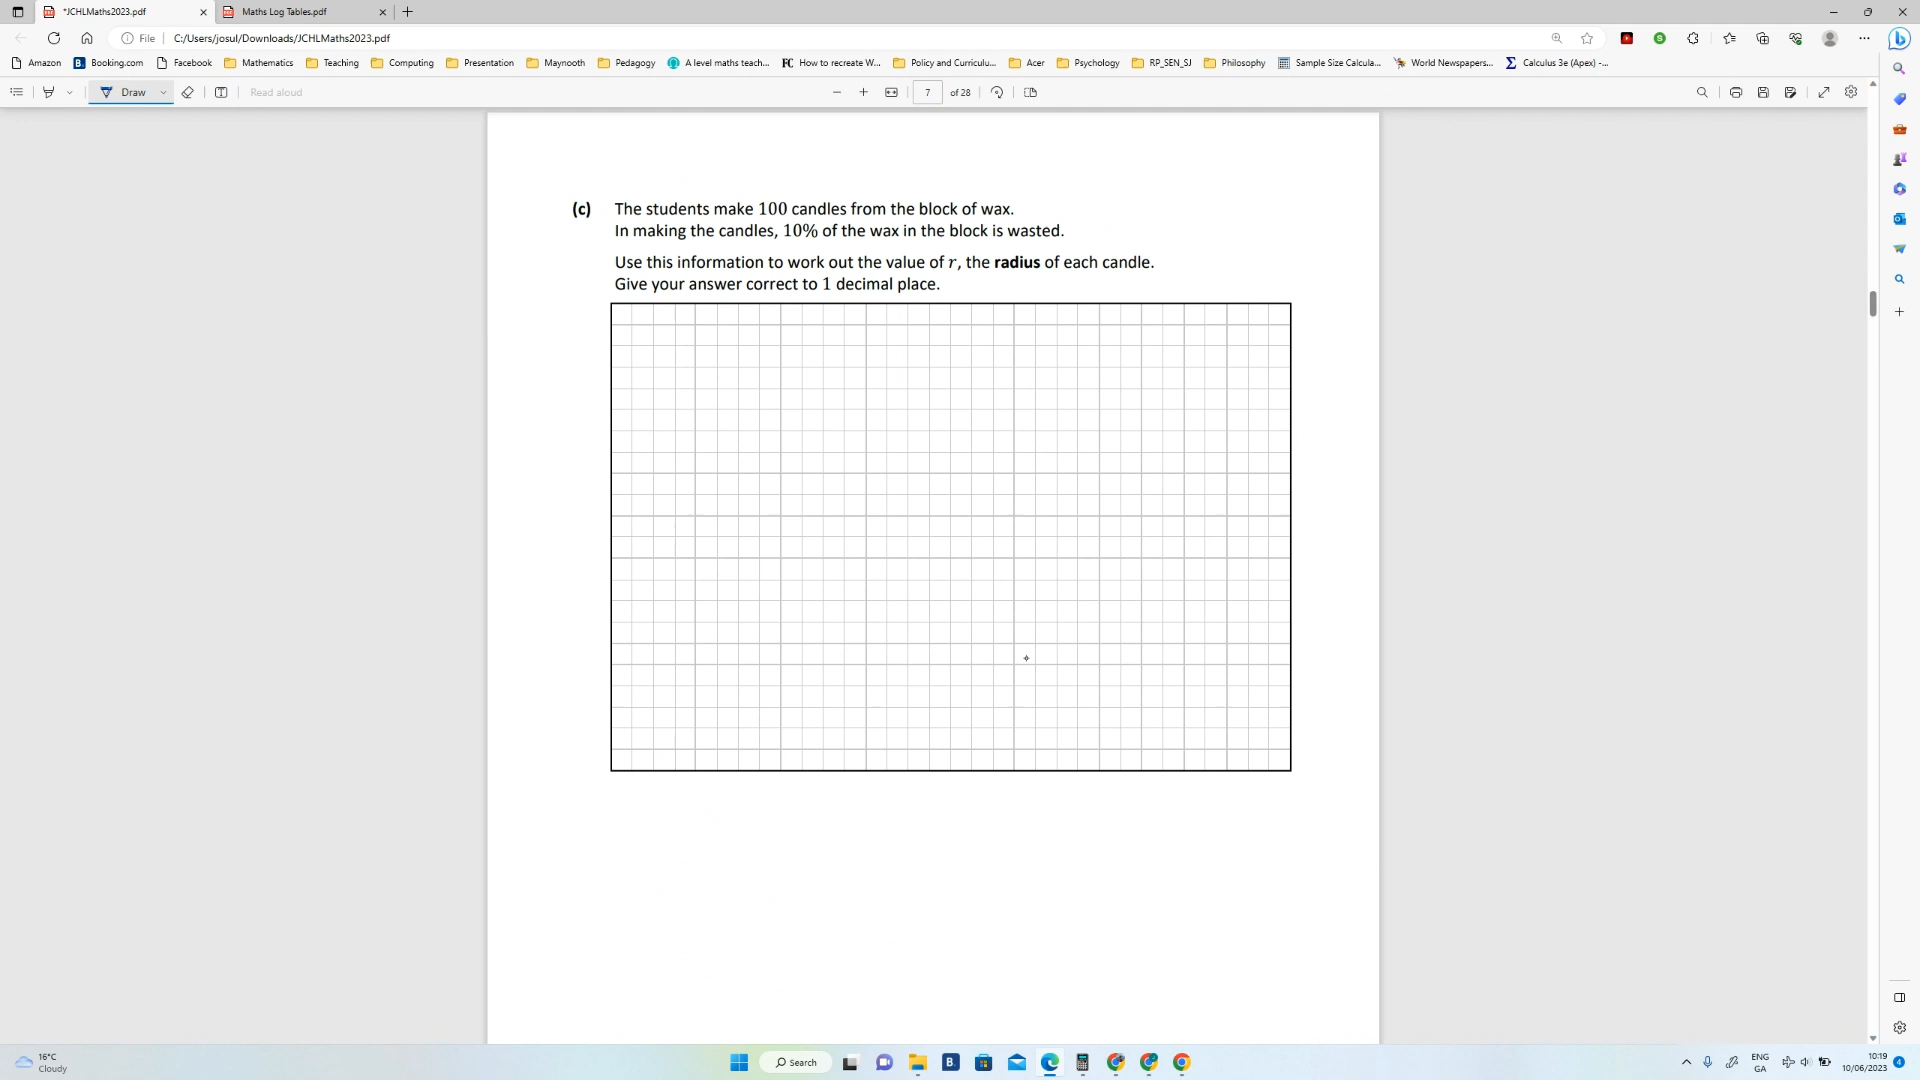 *JCHLMaths2023.pdf
Maths Log Tables.pdf
File
C:/Users/josul/Downloads/JCHLMaths2023.pdf
Amazon
B Booking.com
Facebook
Mathematics
Teaching
Computing
Presentation
Maynooth
Pedagogy
A level maths teach...
FC How to recreate W...
Policy and Curriculu...
Acer
Psychology
RP_SEN_SJ
Philosophy
Sample Size Calcula...
World Newspapers...
Σ Calculus 3e (Apex) -...
Draw
Read aloud
7 of 28
(c) The students make 100 candles from the block of wax.
In making the candles, 10% of the wax in the block is wasted.
Use this information to work out the value of r, the radius of each candle.
Give your answer correct to 1 decimal place.
16°C
Cloudy
Search
B.
ENG
GA
10:19
10/06/2023
4